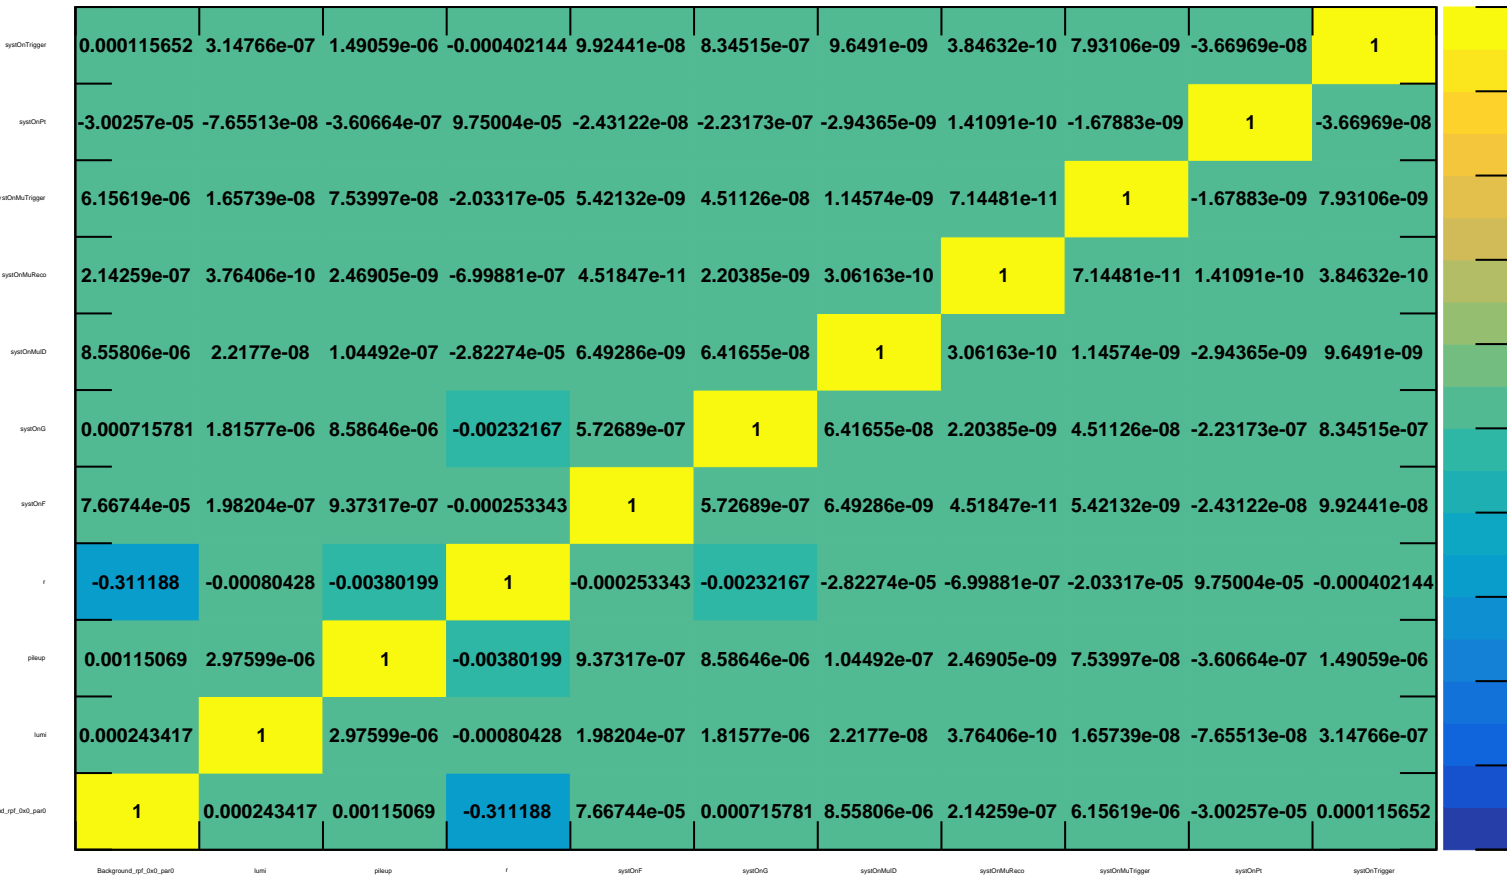 systOnTrigger 0.000115652 3.14766e-07 1.49059e-06 -0.000402144 9.92441e-08 8.34515e-07 9.6491e-09 3.84632e-10 7.93106e-09 -3.66969e-08 1
systOnPt -3.00257e-05 -7.65513e-08 -3.60664e-07 9.75004e-05 -2.43122e-08 -2.23173e-07 -2.94365e-09 1.41091e-10 -1.67883e-09 1 -3.66969e-08
stOnMuTrigger 6.15619e-06 1.65739e-08 7.53997e-08 -2.03317e-05 5.42132e-09 4.51126e-08 1.14574e-09 7.14481e-11 1 -1.67883e-09 7.93106e-09
systOnMuReco 2.14259e-07 3.76406e-10 2.46905e-09 -6.99881e-07 4.51847e-11 2.20385e-09 3.06163e-10 1 7.14481e-11 1.41091e-10 3.84632e-10
systOnMuID 8.55806e-06 2.2177e-08 1.04492e-07 -2.82274e-05 6.49286e-09 6.41655e-08 1 3.06163e-10 1.14574e-09 -2.94365e-09 9.6491e-09
systOnG 0.000715781 1.81577e-06 8.58646e-06 -0.00232167 5.72689e-07 1 6.41655e-08 2.20385e-09 4.51126e-08 -2.23173e-07 8.34515e-07
systOnF 7.66744e-05 1.98204e-07 9.37317e-07 -0.000253343 1 5.72689e-07 6.49286e-09 4.51847e-11 5.42132e-09 -2.43122e-08 9.92441e-08
r -0.311188 -0.00080428 -0.00380199 1 -0.000253343 -0.00232167 -2.82274e-05 -6.99881e-07 -2.03317e-05 9.75004e-05 -0.000402144
pileup 0.00115069 2.97599e-06 1 -0.00380199 9.37317e-07 8.58646e-06 1.04492e-07 2.46905e-09 7.53997e-08 -3.60664e-07 1.49059e-06
lumi 0.000243417 1 2.97599e-06 -0.00080428 1.98204e-07 1.81577e-06 2.2177e-08 3.76406e-10 1.65739e-08 -7.65513e-08 3.14766e-07
d_rpf_0x0_par0 1 0.000243417 0.00115069 -0.311188 7.66744e-05 0.000715781 8.55806e-06 2.14259e-07 6.15619e-06 -3.00257e-05 0.000115652
Background_rpf_0x0_par0 lumi pileup r systOnF systOnG systOnMuID systOnMuReco systOnMuTrigger systOnPt systOnTrigger